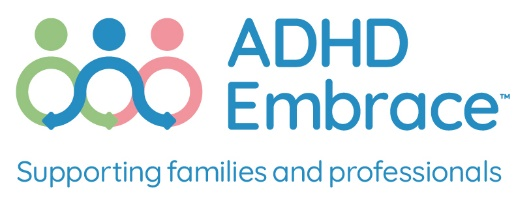 ADHD
Embrace™
Supporting families and professionals